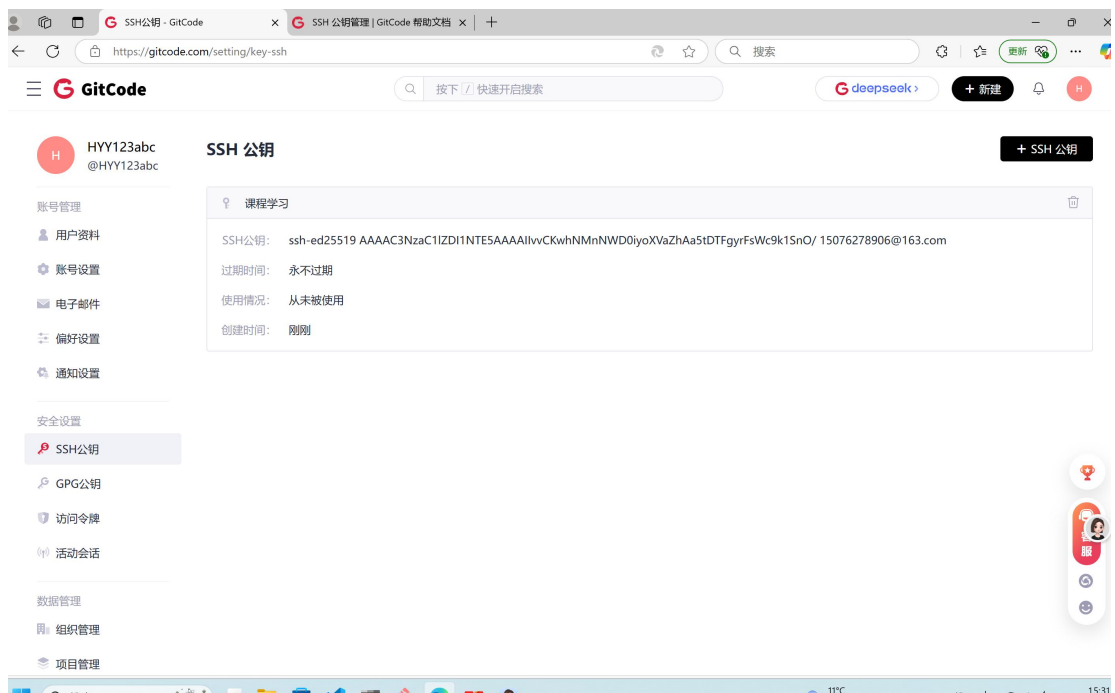 SSH公钥 - GitCode
SSH 公钥管理 | GitCode 帮助文档
https://gitcode.com/setting/key-ssh
搜索
更新
GitCode
按下 / 快速开启搜索
deepseek
+ 新建
H
H
HYY123abc
@HYY123abc
SSH 公钥
+ SSH 公钥
账号管理
用户资料
账号设置
电子邮件
偏好设置
通知设置
安全设置
SSH公钥
GPG公钥
访问令牌
活动会话
数据管理
组织管理
项目管理
课程学习
SSH公钥: ssh-ed25519 AAAAC3NzaC1lZDI1NTE5AAAAIIvvCKwhNMnNWD0iyoXVaZhAa5tDTFgyrFsWc9k1SnO/ 15076278906@163.com
过期时间: 永不过期
使用情况: 从未被使用
创建时间: 刚刚
客服
11°C
15:31